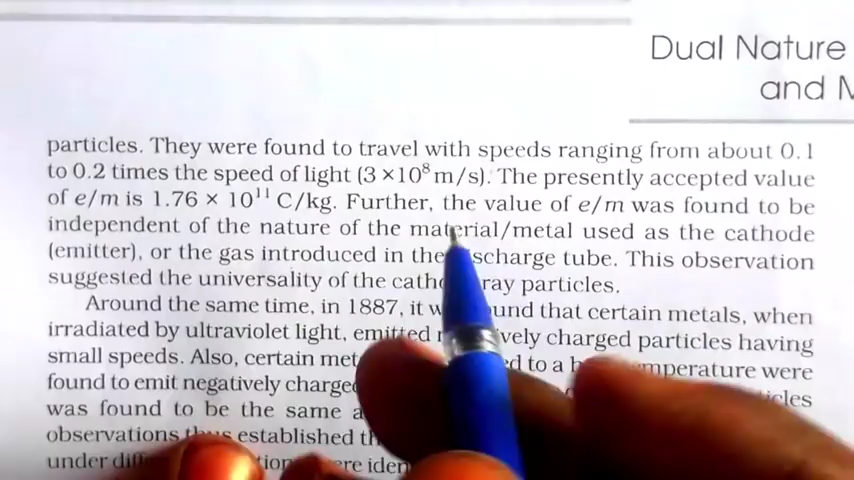 Dual Nature
and M
particles. They were found to travel with speeds ranging from about 0.1
to 0.2 times the speed of light (3 ×10⁸ m/s). The presently accepted value
of e/m is 1.76 × 10¹¹ C/kg. Further, the value of e/m was found to be
independent of the nature of the material/metal used as the cathode
(emitter), or the gas introduced in the scharge tube. This observation
suggested the universality of the cath ray particles.
Around the same time, in 1887, it w und that certain metals, when
irradiated by ultraviolet light, emitted n vely charged particles having
small speeds. Also, certain met d to a h mperature were
found to emit negatively charged icles
was found to be the same a
observations thus established th
under diff tion ere iden